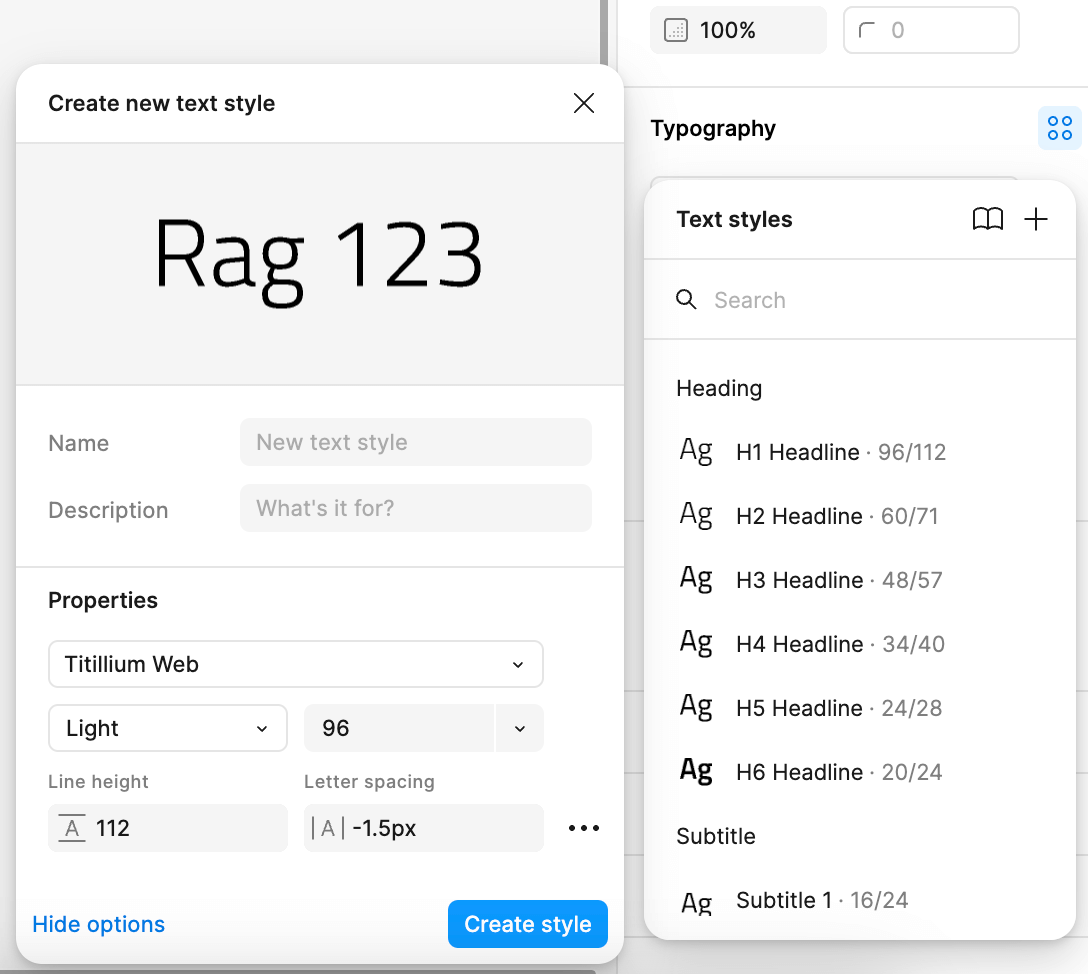 100%
0
Create new text style
Typography
Rag 123
Name
New text style
Description
What's it for?
Properties
Titillium Web
Light
96
Line height
Letter spacing
A 112
|A| -1.5px
Hide options
Create style
Text styles
Search
Heading
Ag H1 Headline · 96/112
Ag H2 Headline · 60/71
Ag H3 Headline · 48/57
Ag H4 Headline · 34/40
Ag H5 Headline · 24/28
Ag H6 Headline · 20/24
Subtitle
Ag Subtitle 1 · 16/24